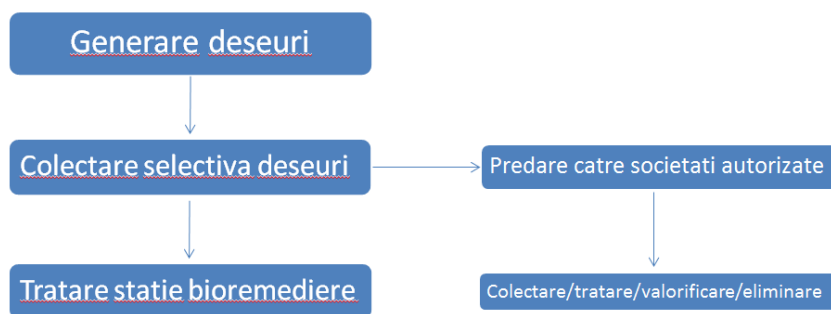 Generare deseuri
Colectare selectiva deseuri
Predare catre societati autorizate
Tratare statie bioremediere
Colectare/tratare/valorificare/eliminare